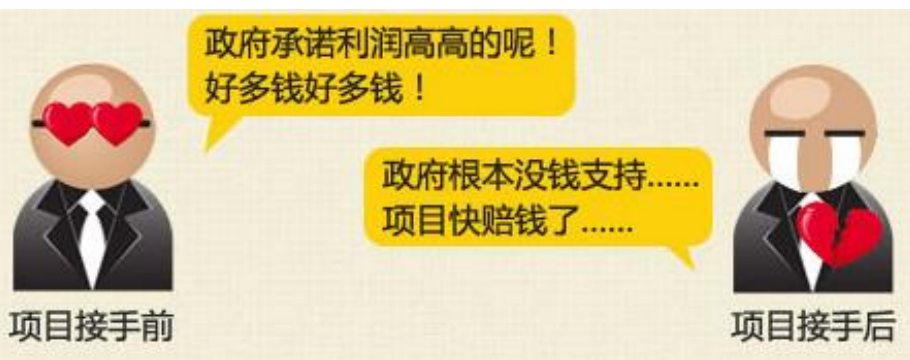 政府承诺利润高高的呢！
好多钱好多钱！
政府根本没钱支持……
项目快赔钱了……
项目接手前
项目接手后